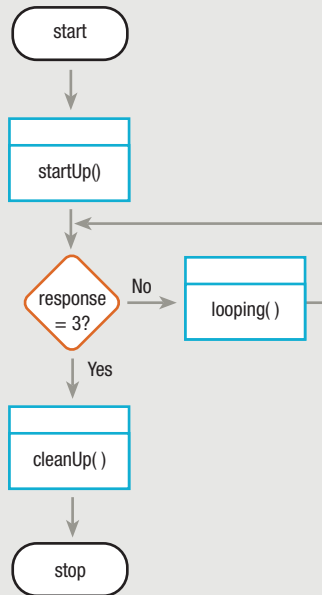 start
startUp()
response
= 3?
No
looping( )
Yes
cleanUp( )
stop